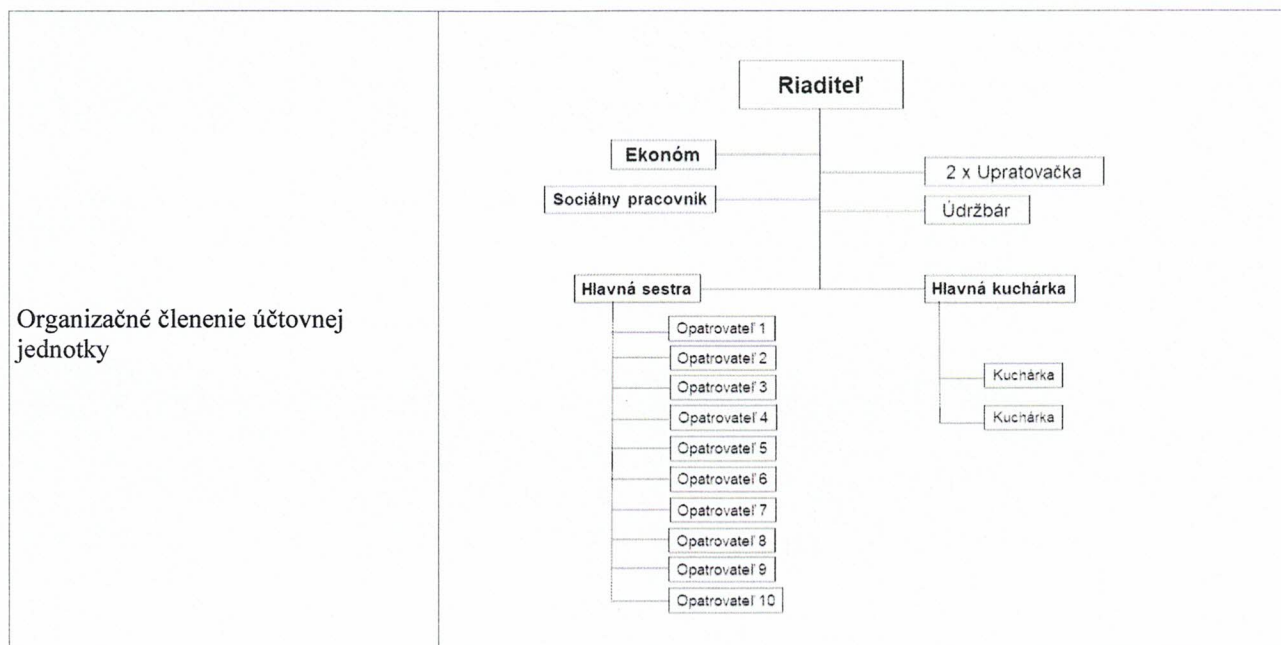 Organizačné členenie účtovnej
jednotky
Riaditeľ
Ekonóm
2 x Upratovačka
Sociálny pracovník
Údržbár
Hlavná sestra
Hlavná kuchárka
Opatrovateľ 1
Opatrovateľ 2
Opatrovateľ 3
Opatrovateľ 4
Opatrovateľ 5
Opatrovateľ 6
Opatrovateľ 7
Opatrovateľ 8
Opatrovateľ 9
Opatrovateľ 10
Kuchárka
Kuchárka